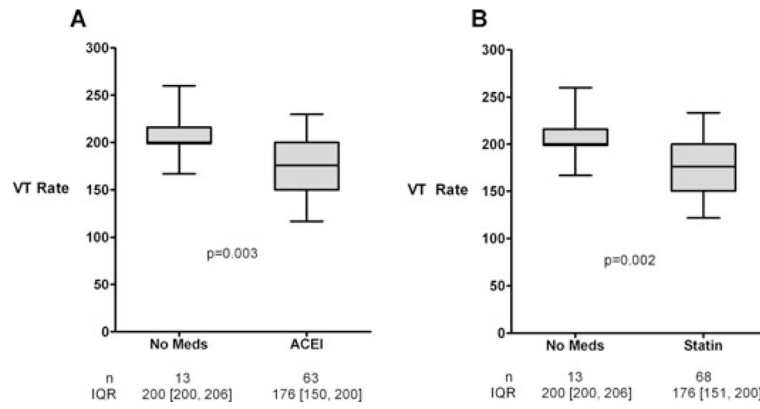 A
300
250
200
VT Rate
150
100
p=0.003
50
0
No Meds
ACEI
n 13 63
IQR 200 [200, 206] 176 [150, 200]
B
300
250
200
VT Rate
150
100
p=0.002
50
0
No Meds
Statin
n 13 68
IQR 200 [200, 206] 176 [151, 200]